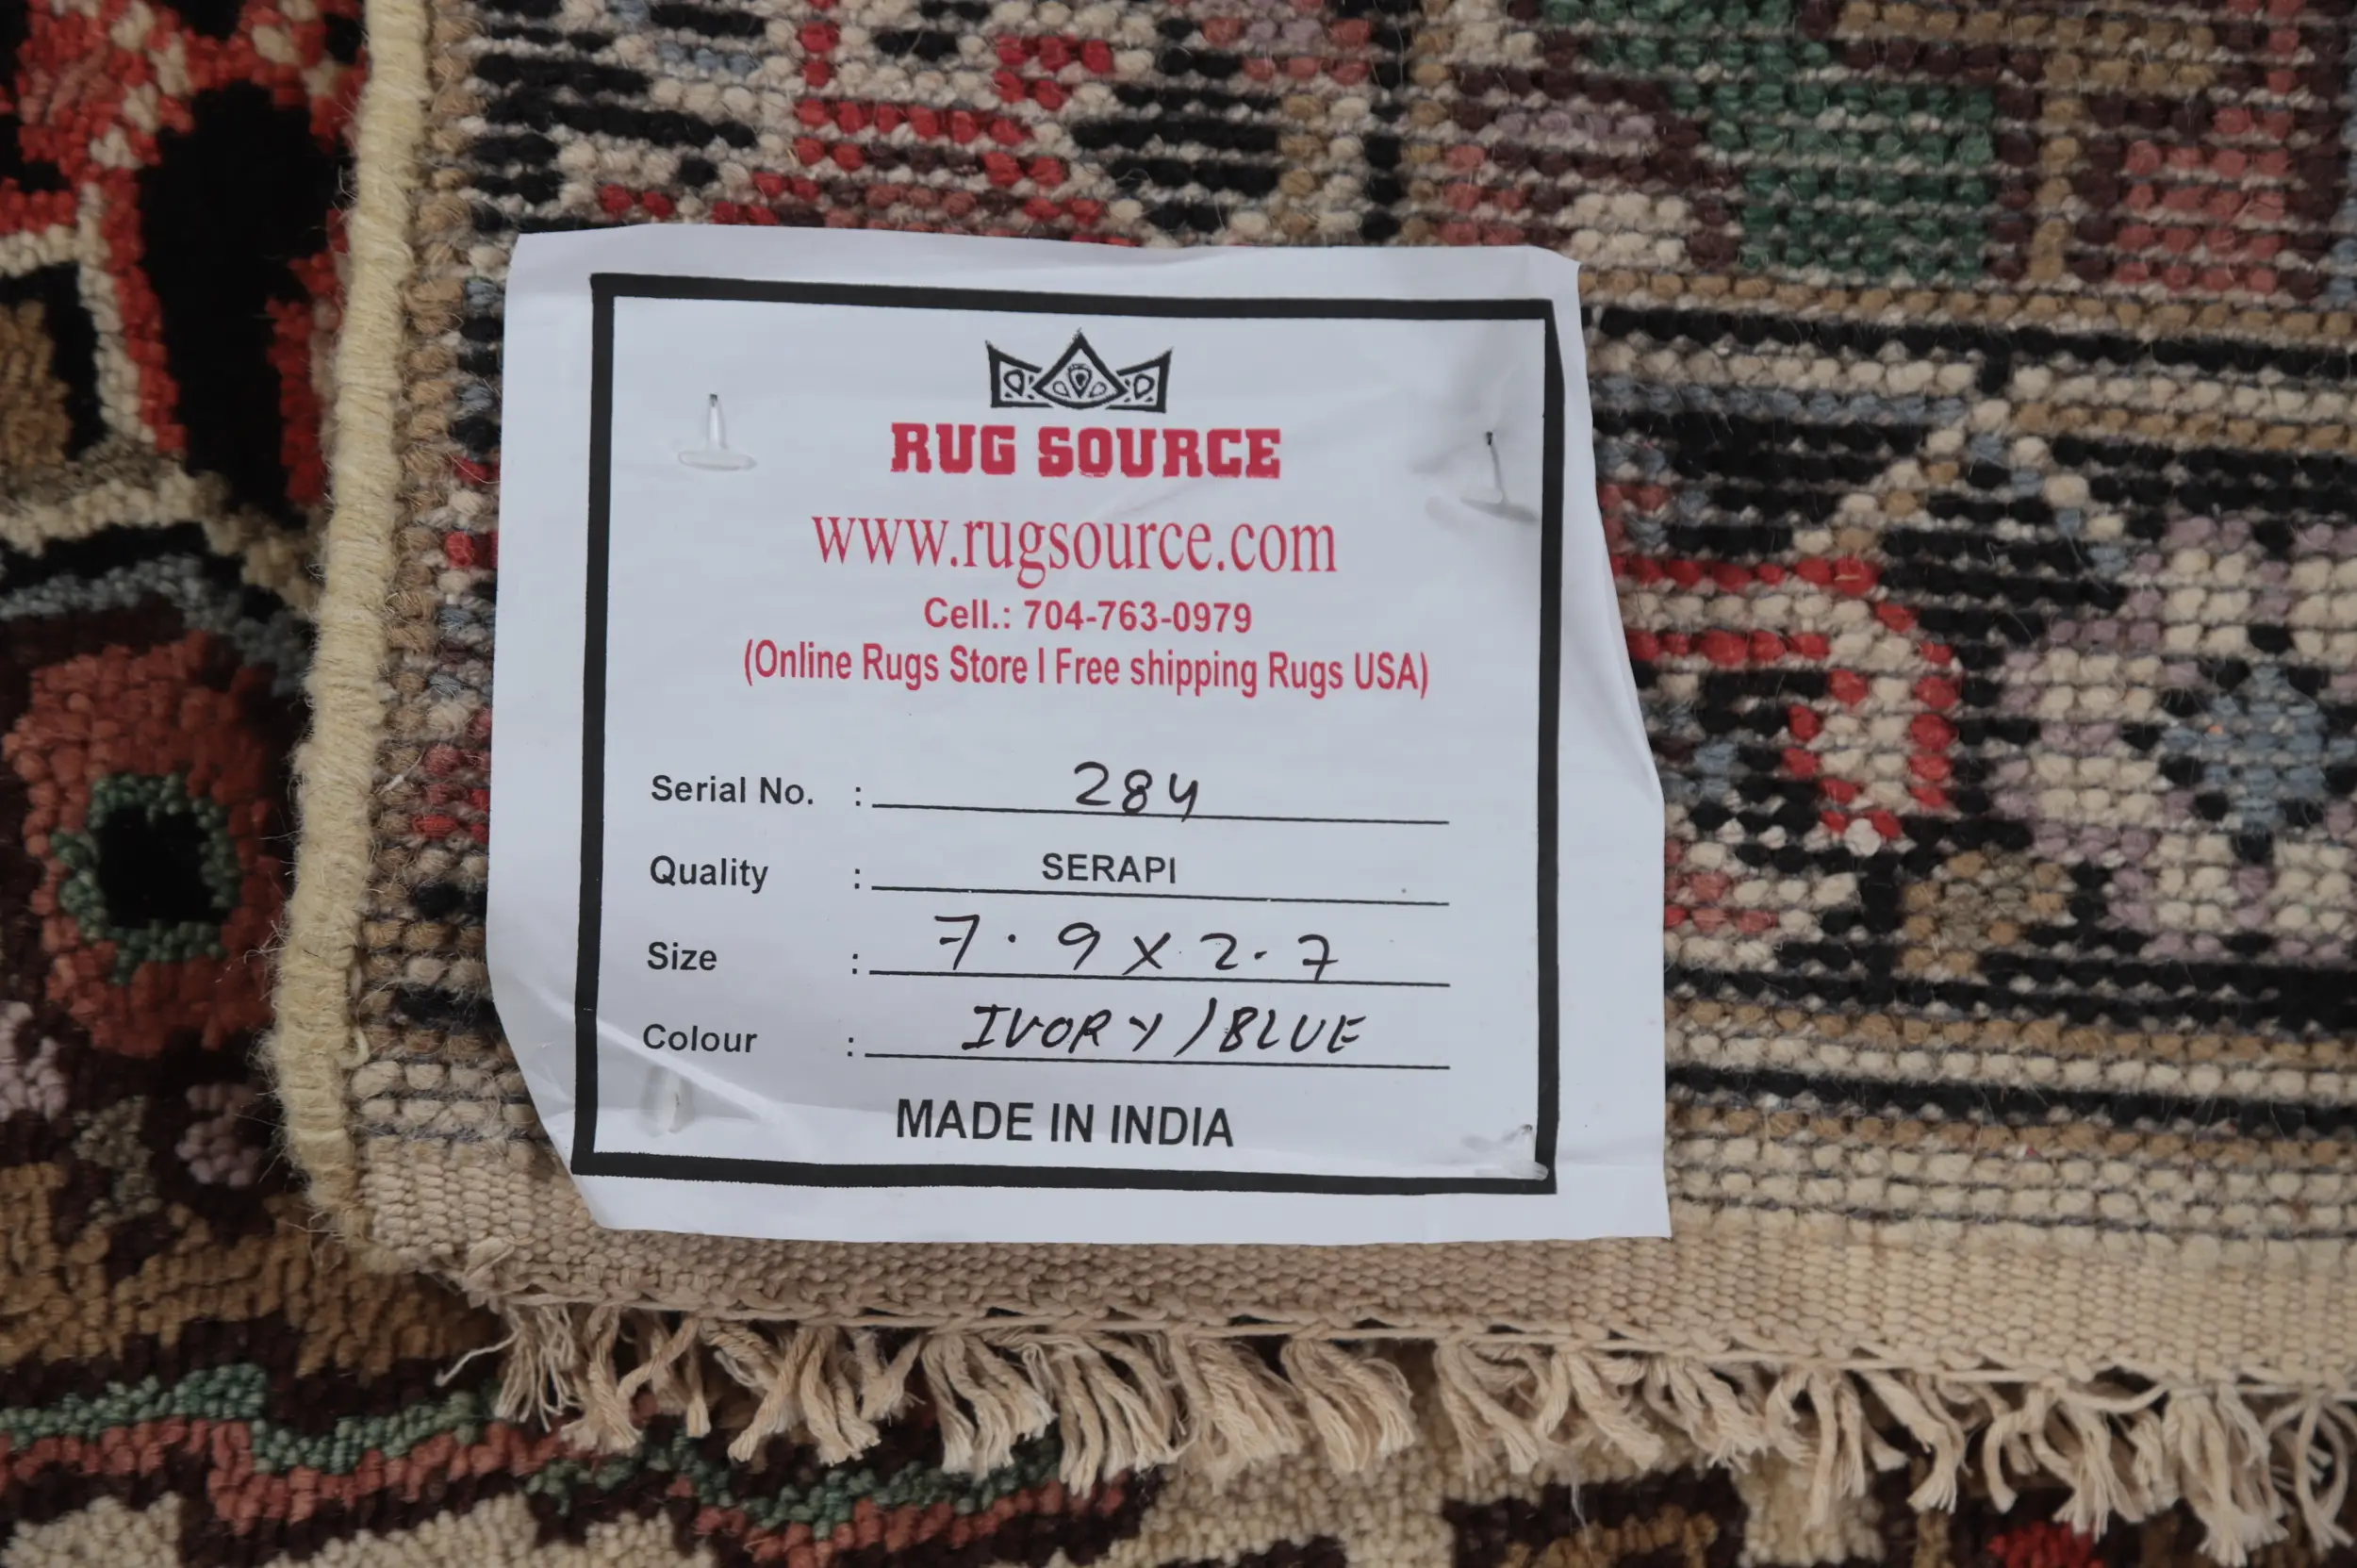 RUG SOURCE
www.rugsource.com
Cell.: 704-763-0979
(Online Rugs Store I Free shipping Rugs USA)
Serial No. : 284
Quality : SERAPI
Size : 7.9 X 2.7
Colour : IVORY/BLUE
MADE IN INDIA